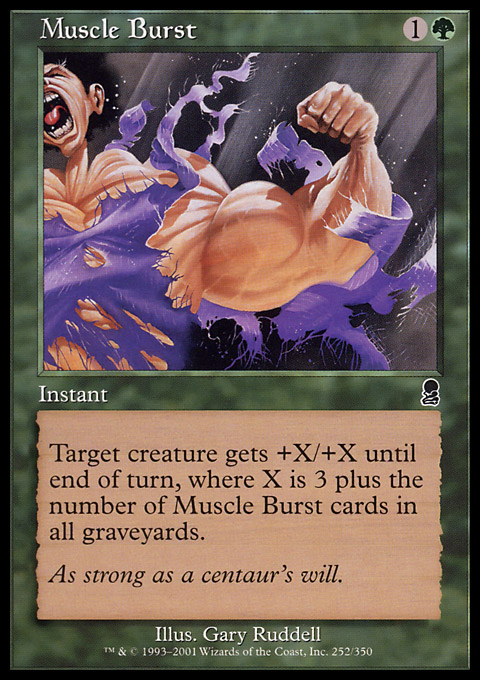 Muscle Burst 1
Instant
Target creature gets +X/+X until
end of turn, where X is 3 plus the
number of Muscle Burst cards in
all graveyards.
As strong as a centaur's will.
Illus. Gary Ruddell
™ & © 1993–2001 Wizards of the Coast, Inc. 252/350